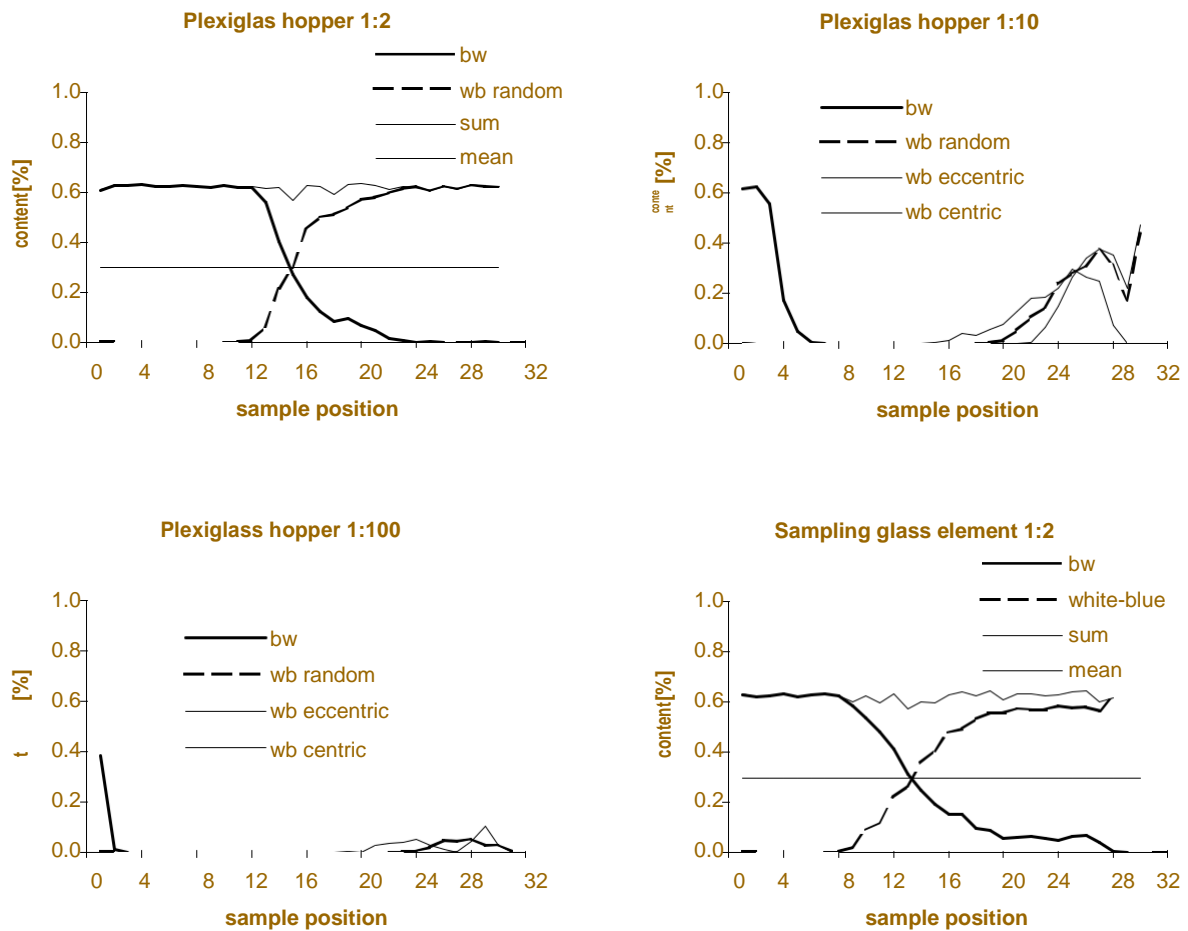 Plexiglas hopper 1:2
bw
wb random
sum
mean
1.0
0.8
0.6
0.4
0.2
0.0
content[%]
0 4 8 12 16 20 24 28 32
sample position
Plexiglas hopper 1:10
bw
wb random
wb eccentric
wb centric
1.0
0.8
0.6
0.4
0.2
0.0
conte
nt
[%]
0 4 8 12 16 20 24 28 32
sample position
Plexiglass hopper 1:100
bw
wb random
wb eccentric
wb centric
1.0
0.8
0.6
0.4
0.2
0.0
t [%]
0 4 8 12 16 20 24 28 32
sample position
Sampling glass element 1:2
bw
white-blue
sum
mean
1.0
0.8
0.6
0.4
0.2
0.0
content[%]
0 4 8 12 16 20 24 28 32
sample position